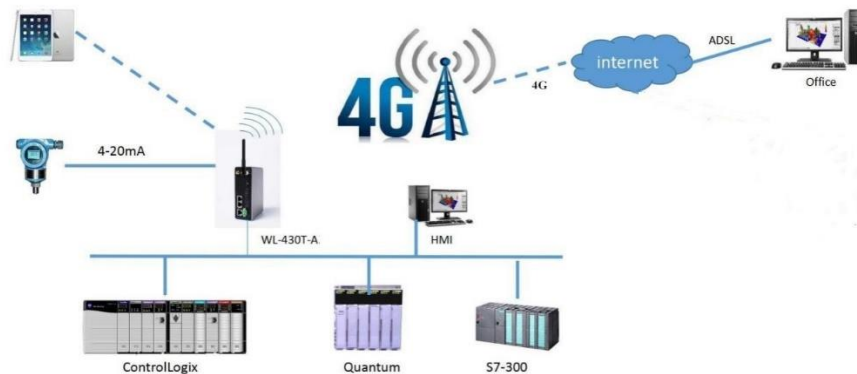 4G
internet
ADSL
4G
Office
4-20mA
WL-430T-A
HMI
ControlLogix
Quantum
S7-300